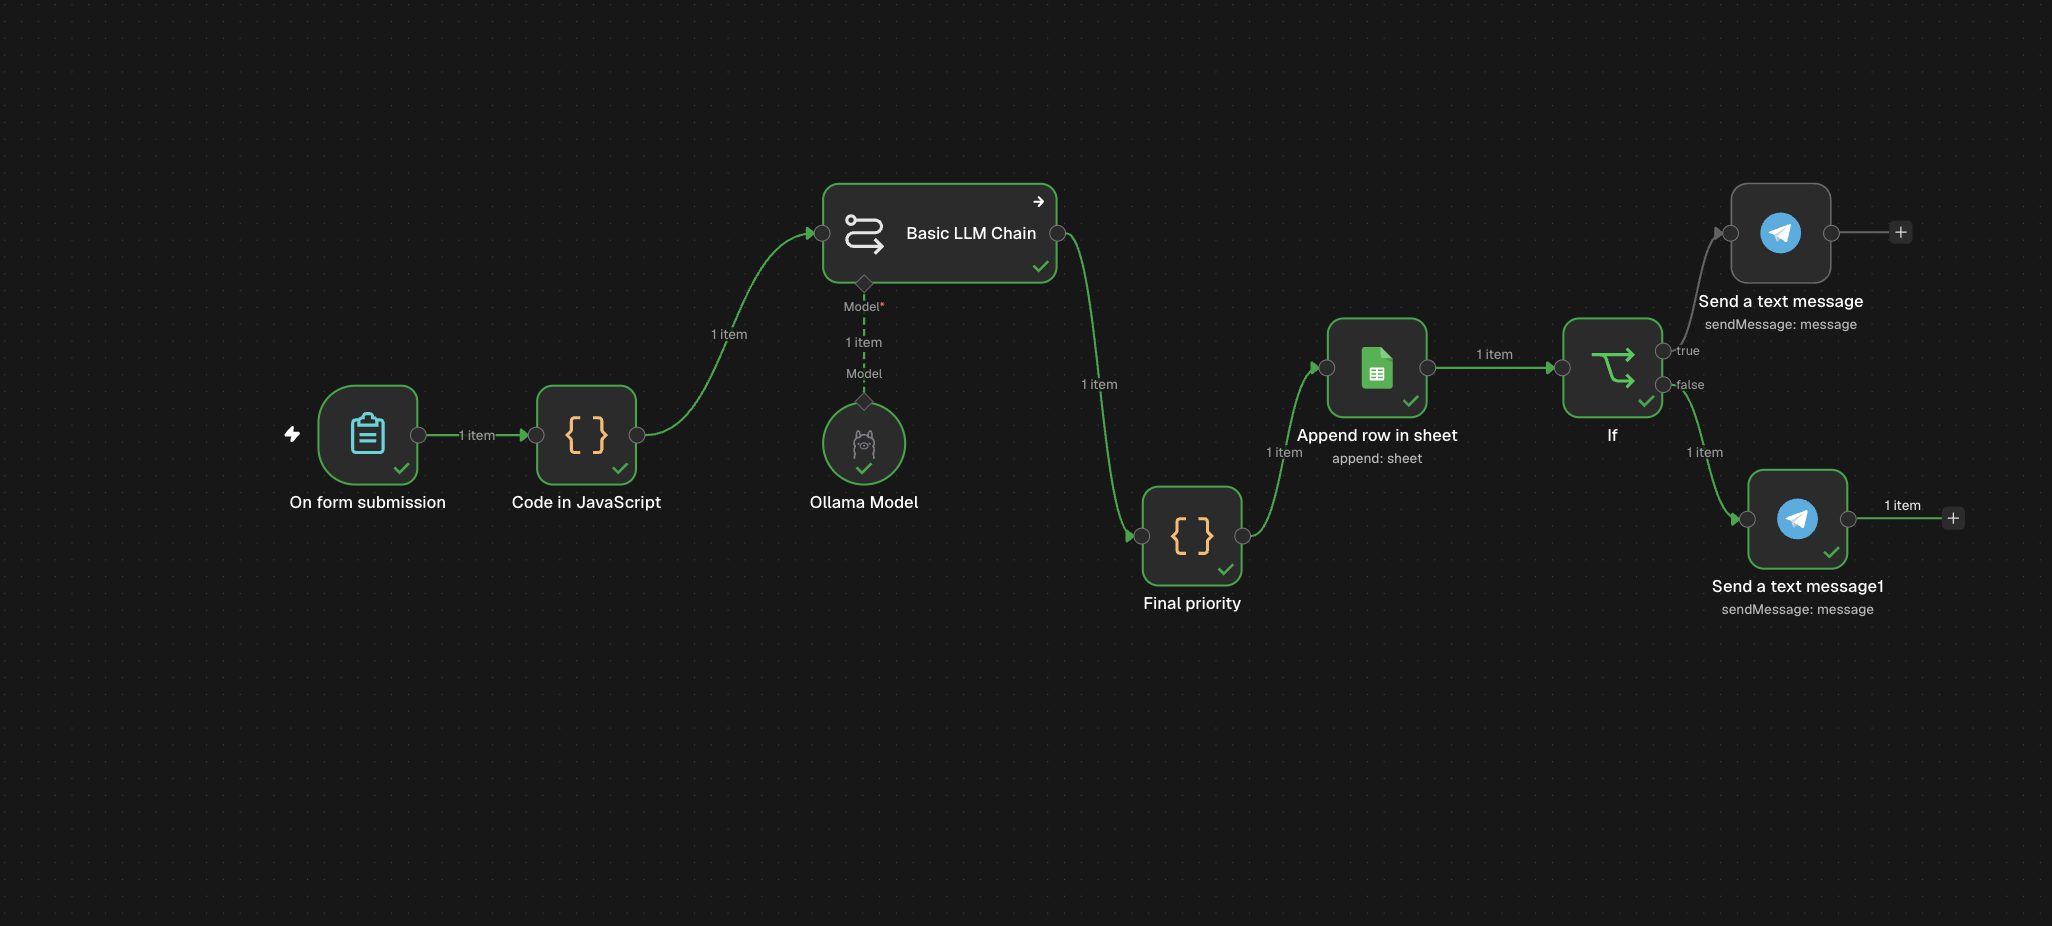 On form submission
1 item
{ }
Code in JavaScript
1 item
Basic LLM Chain
Model*
1 item
Model
Ollama Model
1 item
{ }
Final priority
1 item
Append row in sheet
append: sheet
1 item
If
true
false
Send a text message
sendMessage: message
1 item
Send a text message1
sendMessage: message
1 item